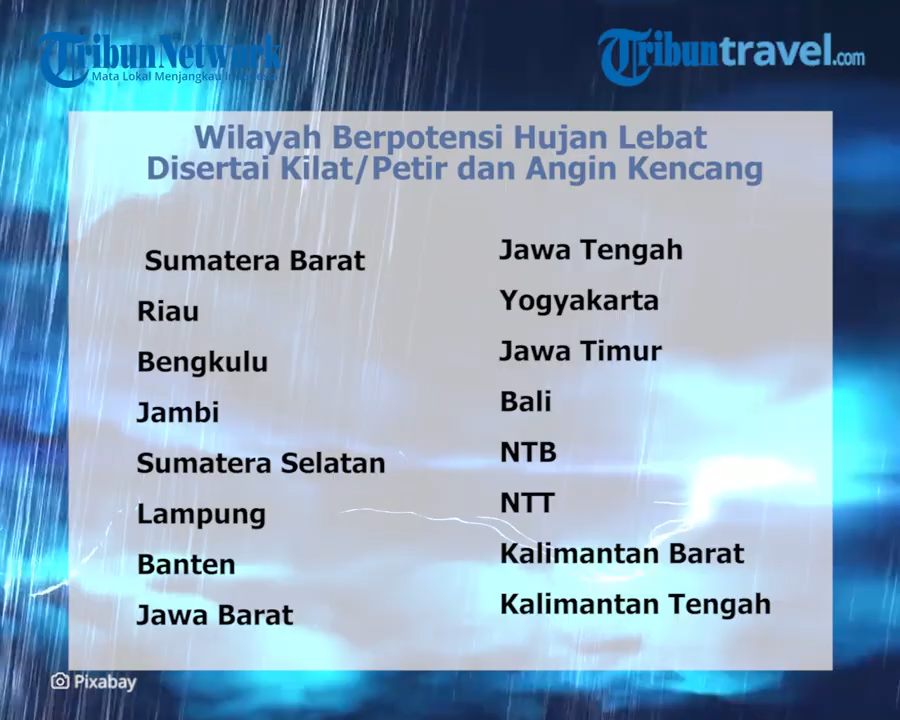 TribunNetwork
Mata Lokal Menjangkau Indonesia
Tribuntravel.com
Wilayah Berpotensi Hujan Lebat
Disertai Kilat/Petir dan Angin Kencang
Sumatera Barat
Riau
Bengkulu
Jambi
Sumatera Selatan
Lampung
Banten
Jawa Barat
Jawa Tengah
Yogyakarta
Jawa Timur
Bali
NTB
NTT
Kalimantan Barat
Kalimantan Tengah
Pixabay